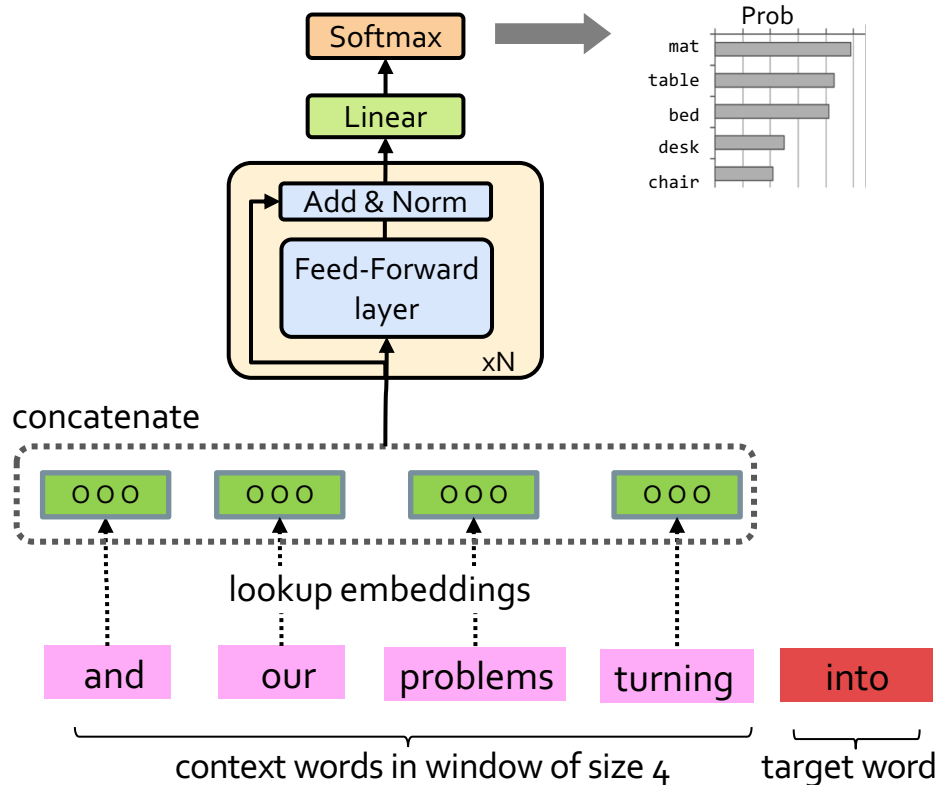 Softmax
Prob
mat
table
bed
desk
chair
Linear
Add & Norm
Feed-Forward
layer
xN
concatenate
O O O
O O O
O O O
O O O
lookup embeddings
and
our
problems
turning
into
context words in window of size 4
target word